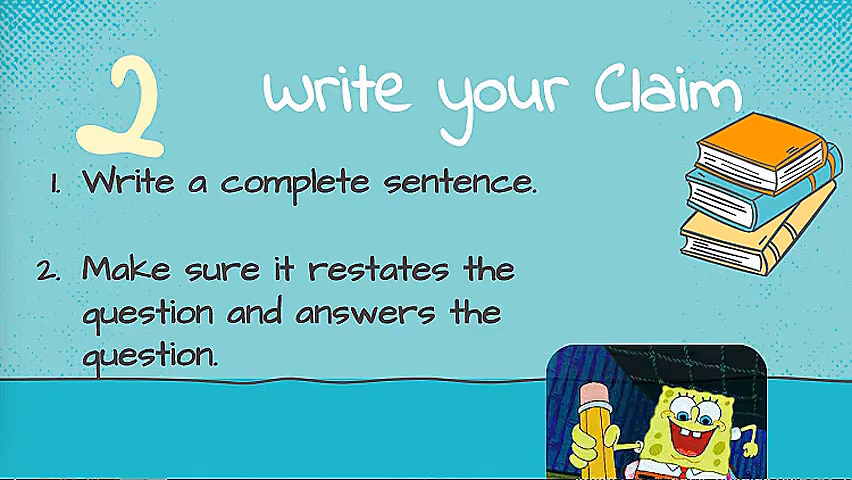 2
Write your Claim
1. Write a complete sentence.
2. Make sure it restates the
question and answers the
question.